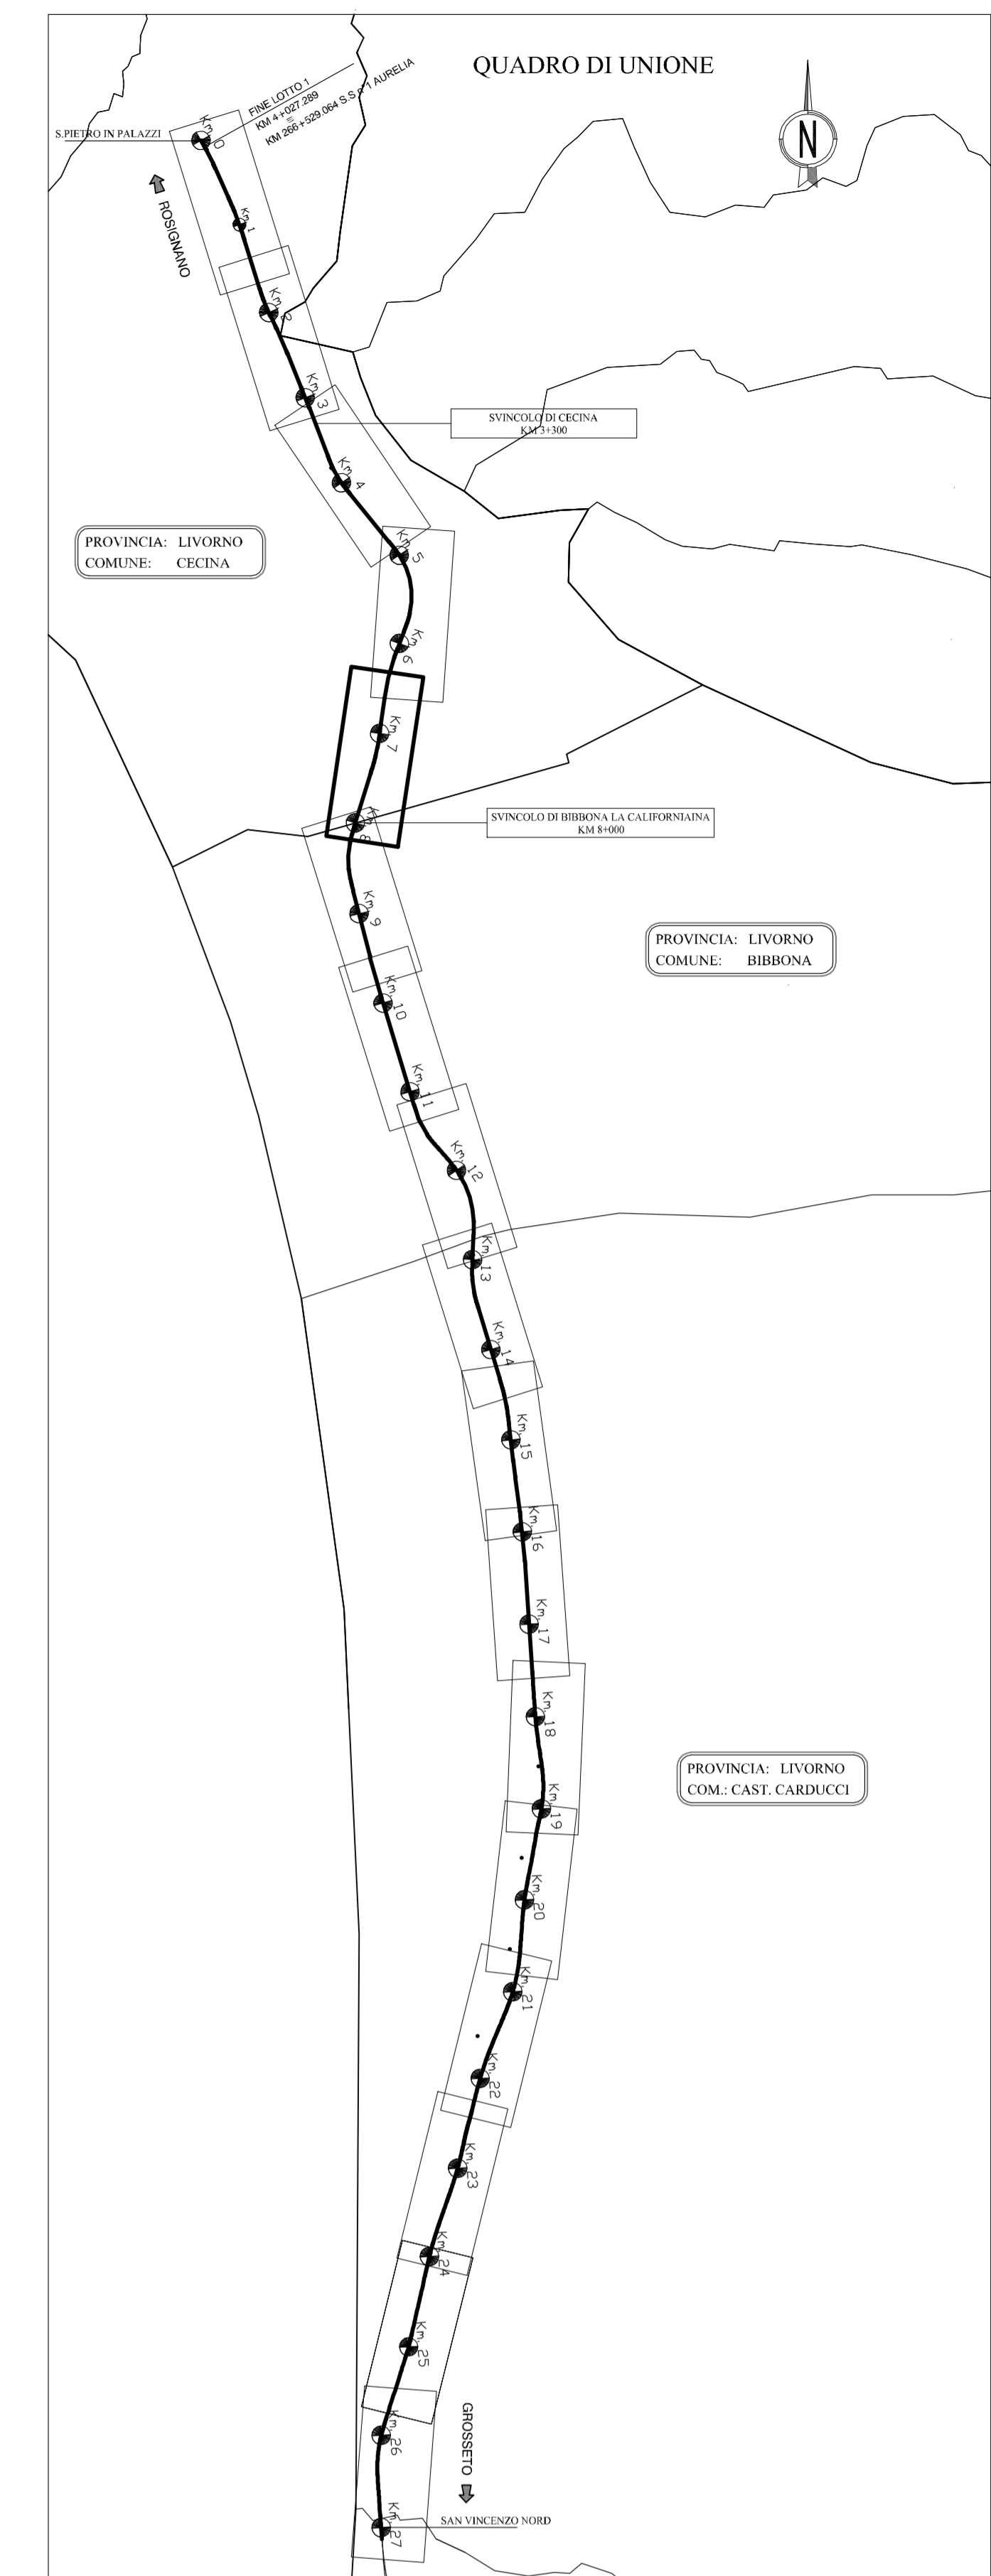 QUADRO DI UNIONE
N
FINE LOTTO 1
KM 4+027.289
=
KM 266+529.064 S.S n°1 AURELIA
S.PIETRO IN PALAZZI
Km. 0
ROSIGNANO
Km. 1
Km. 2
Km. 3
SVINCOLO DI CECINA
KM 3+300
Km. 4
PROVINCIA: LIVORNO
COMUNE: CECINA
Km. 5
Km. 6
Km. 7
Km. 8
SVINCOLO DI BIBBONA LA CALIFORNIAINA
KM 8+000
Km. 9
PROVINCIA: LIVORNO
COMUNE: BIBBONA
Km. 10
Km. 11
Km. 12
Km. 13
Km. 14
Km. 15
Km. 16
Km. 17
Km. 18
PROVINCIA: LIVORNO
COM.: CAST. CARDUCCI
Km. 19
Km. 20
Km. 21
Km. 22
Km. 23
Km. 24
Km. 25
GROSSETO
Km. 26
Km. 27
SAN VINCENZO NORD